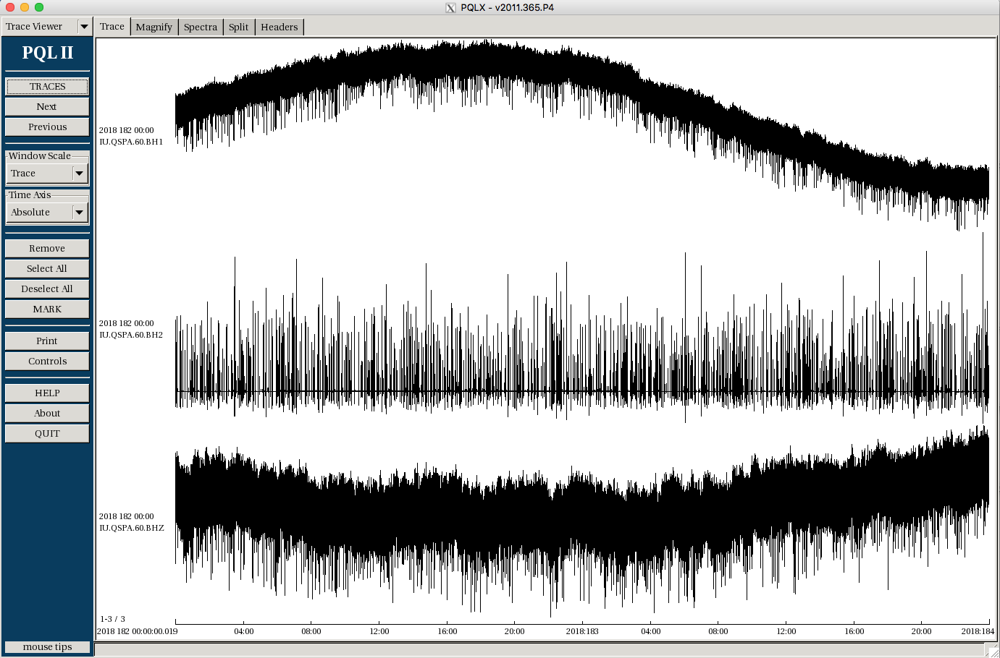 PQLX - v2011.365.P4
Trace Viewer
Trace Magnify Spectra Split Headers
PQL II
TRACES
Next
Previous
Window Scale
Trace
Time Axis
Absolute
Remove
Select All
Deselect All
MARK
Print
Controls
HELP
About
QUIT
mouse tips
2018 182 00:00
IU.QSPA.60.BH1
2018 182 00:00
IU.QSPA.60.BH2
2018 182 00:00
IU.QSPA.60.BHZ
1-3 / 3
2018 182 00:00:00.019 04:00 08:00 12:00 16:00 20:00 2018:183 04:00 08:00 12:00 16:00 20:00 2018:184